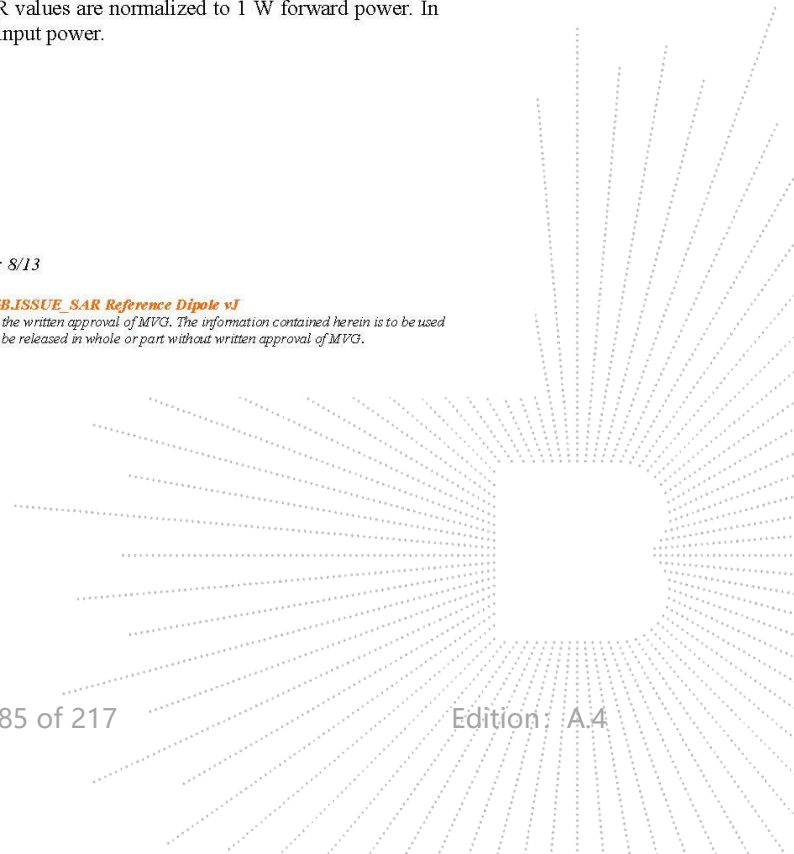 R values are normalized to 1 W forward power. In
input power.
: 8/13
B.ISSUE_SAR Reference Dipole vJ
the written approval of MVG. The information contained herein is to be used
be released in whole or part without written approval of MVG.
85 of 217
Edition： A.4